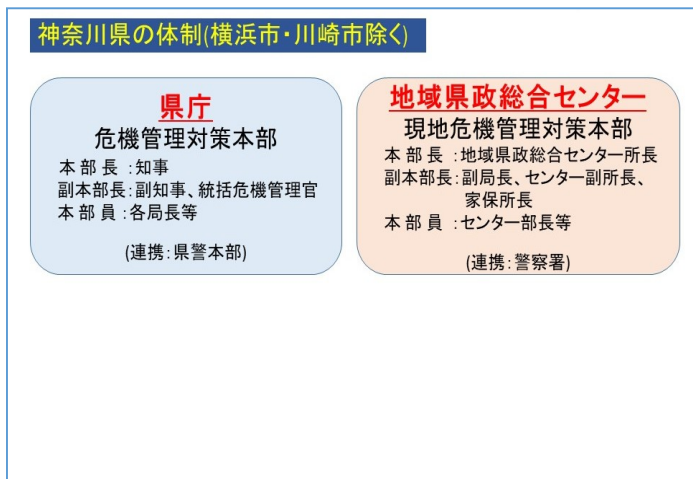 神奈川県の体制(横浜市・川崎市除く)
県庁
危機管理対策本部
本 部 長 :知事
副本部長:副知事、統括危機管理官
本 部 員 :各局長等
(連携:県警本部)
地域県政総合センター
現地危機管理対策本部
本 部 長 :地域県政総合センター所長
副本部長:副局長、センター副所長、
家保所長
本 部 員 :センター部長等
(連携:警察署)